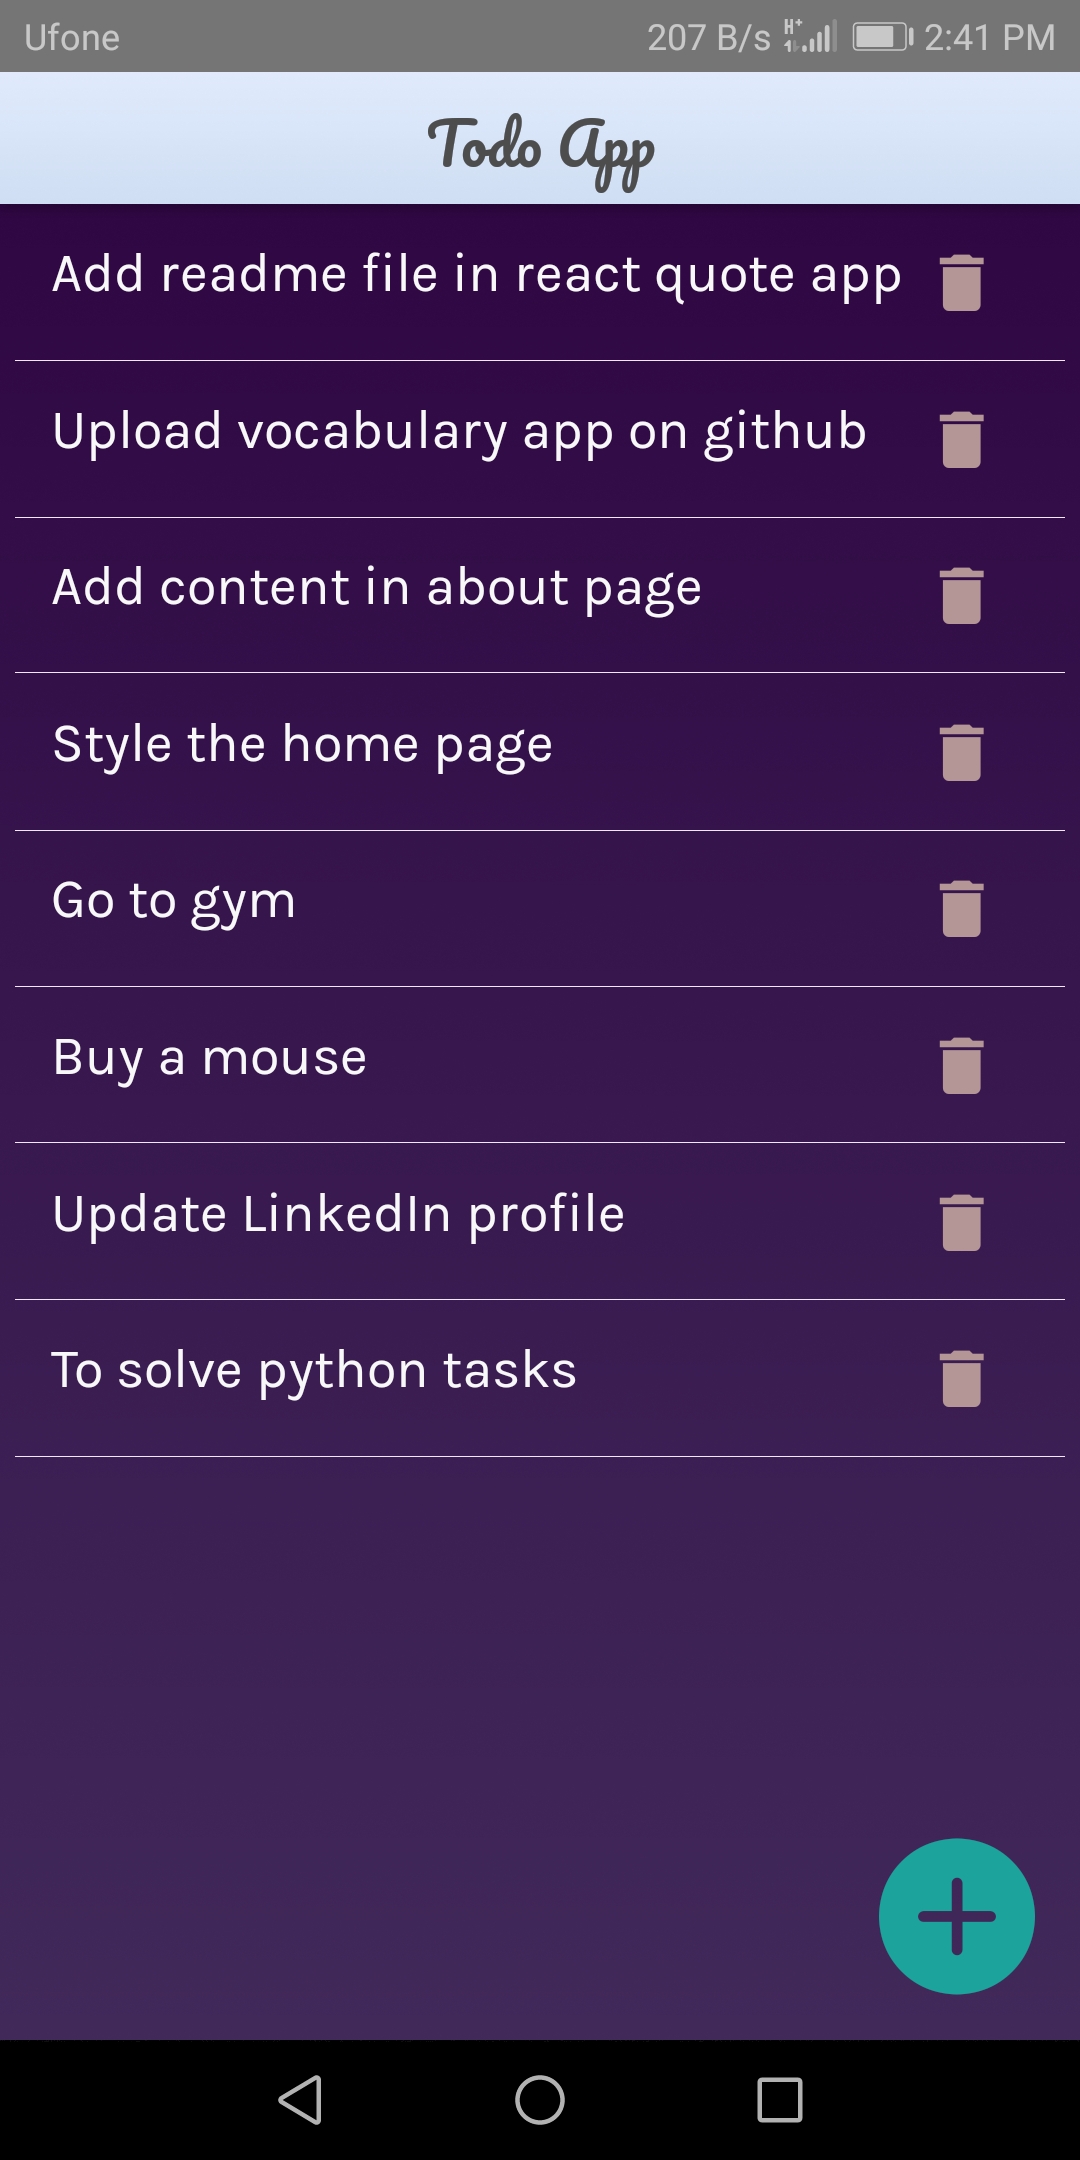 Ufone 207 B/s H+ 1 2:41 PM
Todo App
Add readme file in react quote app
Upload vocabulary app on github
Add content in about page
Style the home page
Go to gym
Buy a mouse
Update LinkedIn profile
To solve python tasks